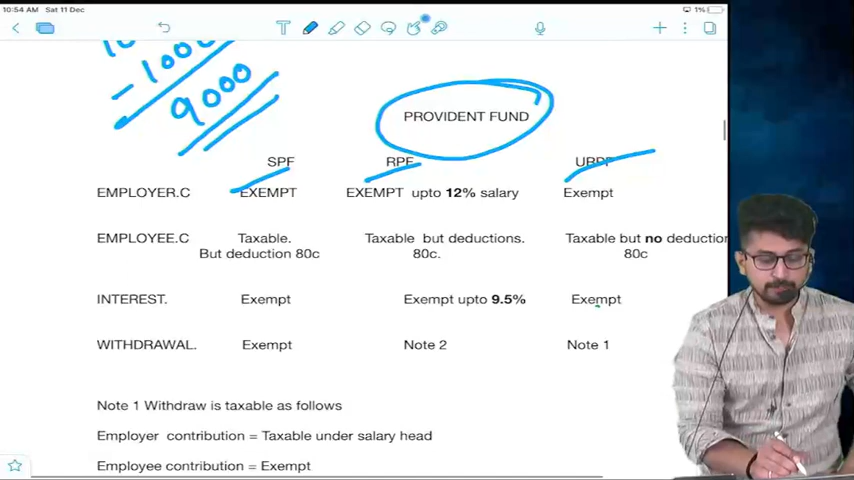 10:54 AM Sat 11 Dec 1%
- 1000
9000
PROVIDENT FUND
SPF RPF URPF
EMPLOYER.C EXEMPT EXEMPT upto 12% salary Exempt
EMPLOYEE.C Taxable. Taxable but deductions. Taxable but no deduction
But deduction 80c 80c. 80c
INTEREST. Exempt Exempt upto 9.5% Exempt
WITHDRAWAL. Exempt Note 2 Note 1
Note 1 Withdraw is taxable as follows
Employer contribution = Taxable under salary head
Employee contribution = Exempt